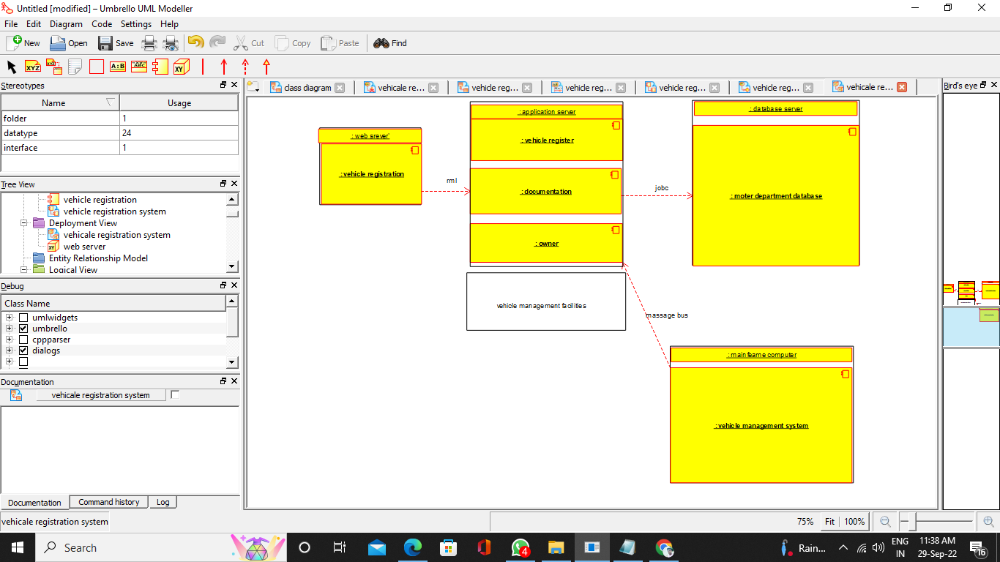 Untitled [modified] – Umbrello UML Modeller
File Edit Diagram Code Settings Help
New Open Save Cut Copy Paste Find
XYZ XYZ A:B ABC XY
Stereotypes
Name Usage
folder 1
datatype 24
interface 1
Tree View
vehicle registration
vehicle registration system
Deployment View
vehicale registration system
web server
Entity Relationship Model
Logical View
Debug
Class Name
umlwidgets
umbrello
cppparser
dialogs
Documentation
vehicale registration system
Documentation Command history Log
class diagram vehicale re... vehicle reg... vehicle reg... vehicle reg... vehicle reg... vehicale re...
Bird's eye
: web srever'
: vehicle registration
rml
: application server
: vehicle register
: documentation
: owner
vehicle management facilities
jobc
: database server
: moter department database
massage bus
: mainfeame computer
: vehicle management system
vehicale registration system
75% Fit 100%
Search
4
Rain...
ENG
IN
11:38 AM
29-Sep-22
16